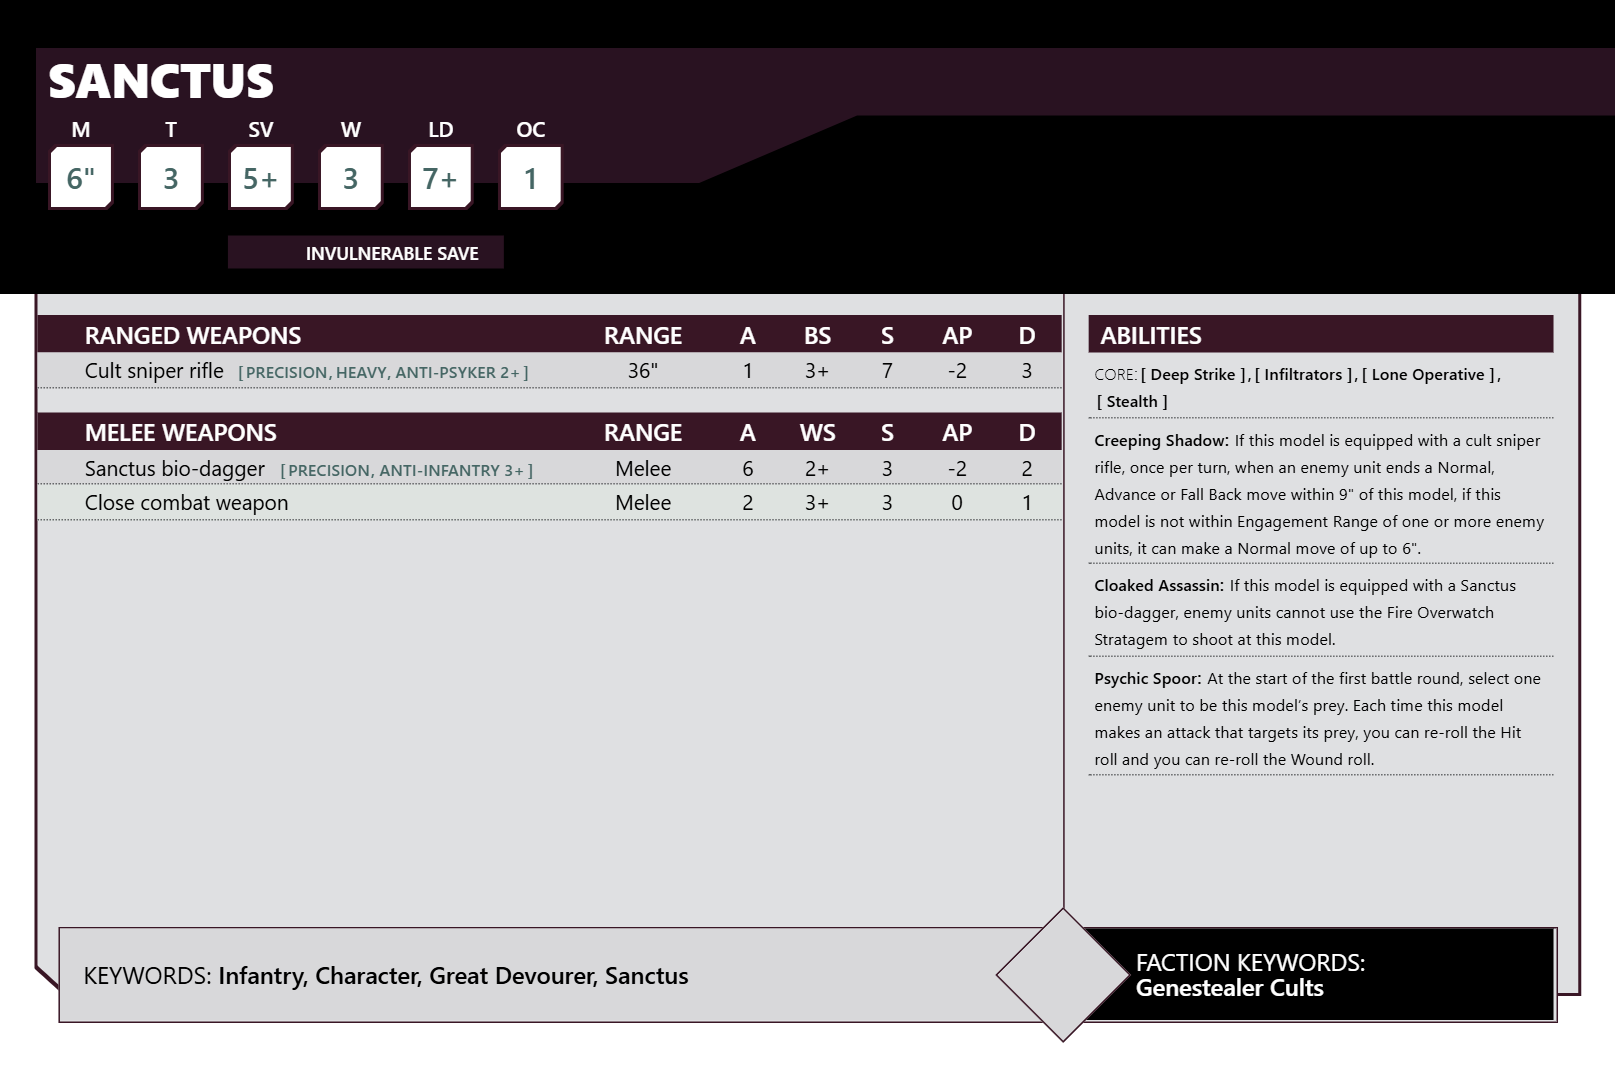 SANCTUS
M T SV W LD OC
6" 3 5+ 3 7+ 1
INVULNERABLE SAVE
RANGED WEAPONS RANGE A BS S AP D
Cult sniper rifle [ PRECISION, HEAVY, ANTI-PSYKER 2+ ] 36" 1 3+ 7 -2 3
MELEE WEAPONS RANGE A WS S AP D
Sanctus bio-dagger [ PRECISION, ANTI-INFANTRY 3+ ] Melee 6 2+ 3 -2 2
Close combat weapon Melee 2 3+ 3 0 1
ABILITIES
CORE: [ Deep Strike ] , [ Infiltrators ] , [ Lone Operative ] ,
[ Stealth ]
Creeping Shadow: If this model is equipped with a cult sniper
rifle, once per turn, when an enemy unit ends a Normal,
Advance or Fall Back move within 9" of this model, if this
model is not within Engagement Range of one or more enemy
units, it can make a Normal move of up to 6".
Cloaked Assassin: If this model is equipped with a Sanctus
bio-dagger, enemy units cannot use the Fire Overwatch
Stratagem to shoot at this model.
Psychic Spoor: At the start of the first battle round, select one
enemy unit to be this model's prey. Each time this model
makes an attack that targets its prey, you can re-roll the Hit
roll and you can re-roll the Wound roll.
KEYWORDS: Infantry, Character, Great Devourer, Sanctus
FACTION KEYWORDS:
Genestealer Cults